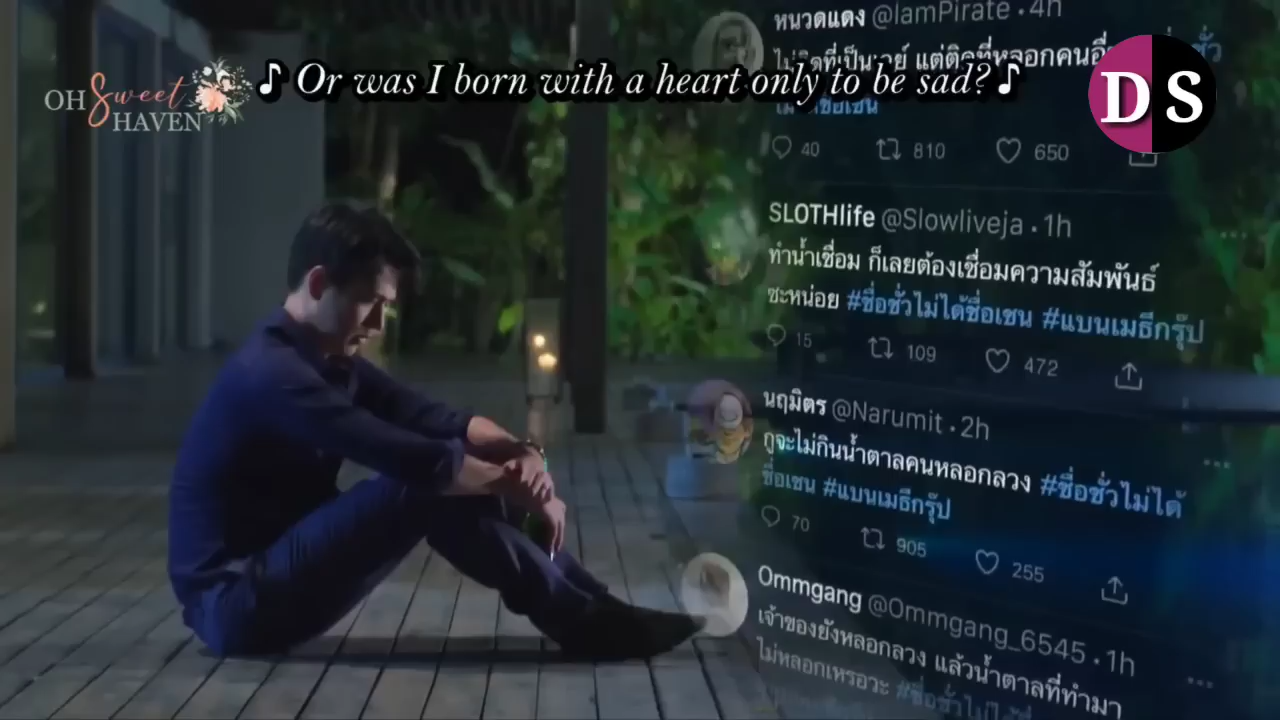 หนวดแดง @IamPirate · 4h
♪ Or was I born with a heart only to be sad? ♪
OH Sweet
HAVEN
DS
40 810 650
SLOTHlife @Slowliveja · 1h
ทำน้ำเชื่อม ก็เลยต้องเชื่อมความสัมพันธ์
ซะหน่อย #ชื่อชั่วไม่ได้ชื่อเชน #แบนเมธีกรุ๊ป
15 109 472
นฤมิตร @Narumit · 2h
กูจะไม่กินน้ำตาลคนหลอกลวง #ชื่อชั่วไม่ได้
ชื่อเชน #แบนเมธีกรุ๊ป
70 905 255
Ommgang @Ommgang_6545 · 1h
เจ้าของยังหลอกลวง แล้วน้ำตาลที่ทำมา
ไม่หลอกเหรอวะ